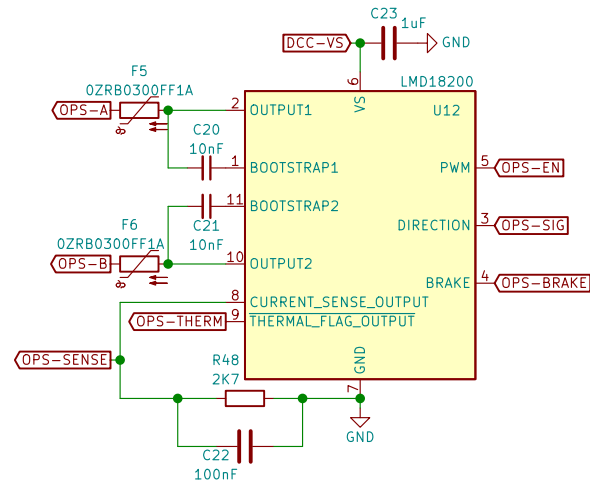 C23
1uF
DCC-VS
GND
F5
0ZRB0300FF1A
OPS-A
6
VS
LMD18200
U12
2
OUTPUT1
C20
10nF
1
BOOTSTRAP1
PWM
5
OPS-EN
11
BOOTSTRAP2
C21
10nF
F6
0ZRB0300FF1A
DIRECTION
3
OPS-SIG
OPS-B
10
OUTPUT2
BRAKE
4
OPS-BRAKE
8
CURRENT_SENSE_OUTPUT
OPS-THERM
9
THERMAL_FLAG_OUTPUT
OPS-SENSE
R48
2K7
GND
7
GND
C22
100nF